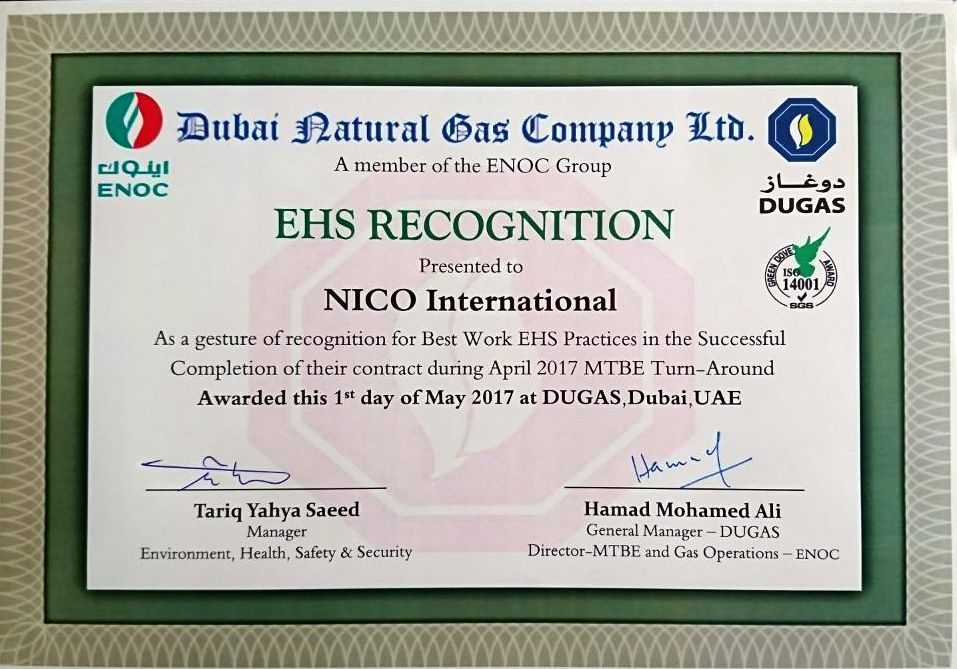 Dubai Natural Gas Company Ltd.
A member of the ENOC Group
اينوك
ENOC
دوغـــاز
DUGAS
EHS RECOGNITION
GREEN DOVE AWARD
ISO
14001
SGS
Presented to
NICO International
As a gesture of recognition for Best Work EHS Practices in the Successful
Completion of their contract during April 2017 MTBE Turn-Around
Awarded this 1st day of May 2017 at DUGAS,Dubai,UAE
Hamad
Tariq Yahya Saeed
Manager
Environment, Health, Safety & Security
Hamad Mohamed Ali
General Manager – DUGAS
Director-MTBE and Gas Operations – ENOC